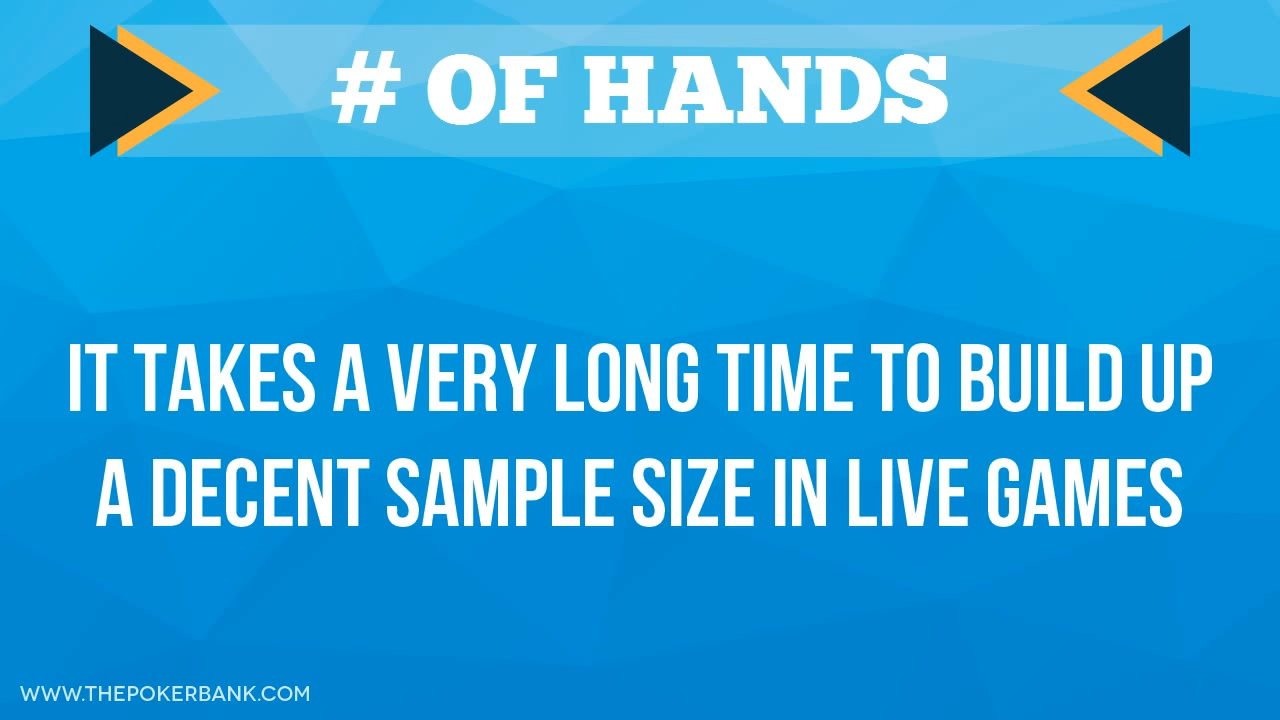 # OF HANDS
IT TAKES A VERY LONG TIME TO BUILD UP
A DECENT SAMPLE SIZE IN LIVE GAMES
WWW.THEPOKERBANK.COM